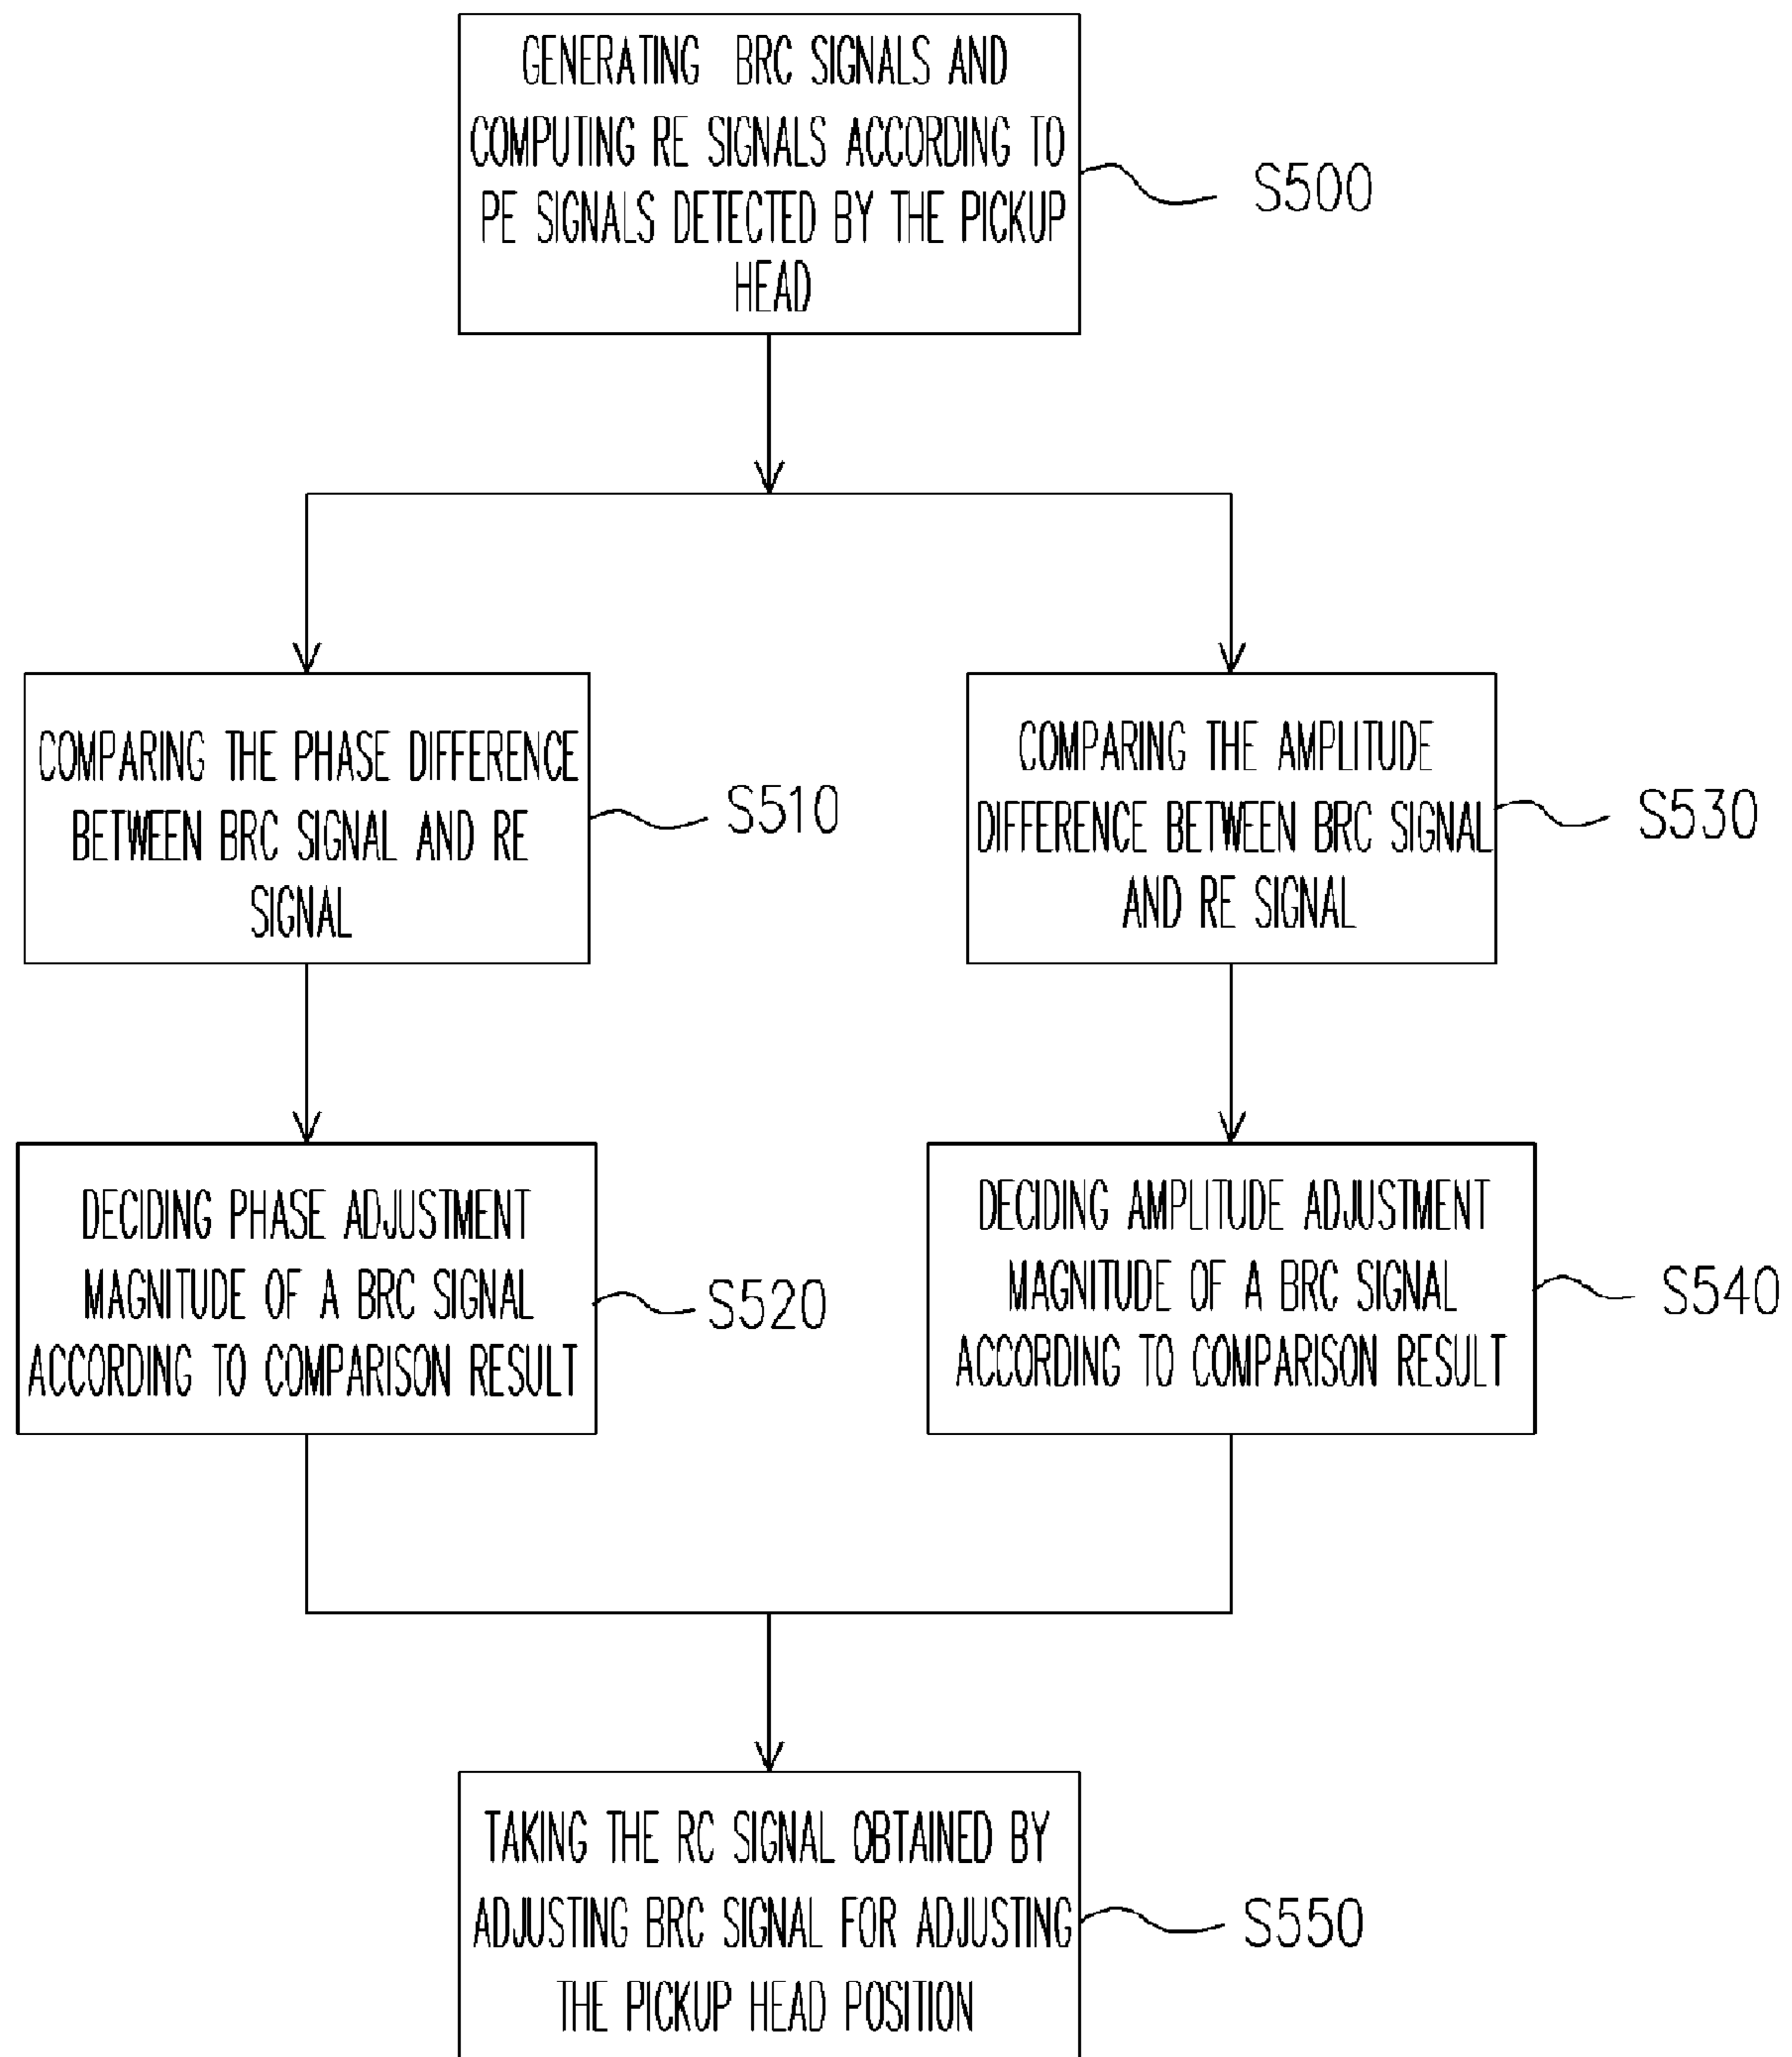 GENERATING BRC SIGNALS AND
COMPUTING RE SIGNALS ACCORDING TO
PE SIGNALS DETECTED BY THE PICKUP
HEAD
S500
COMPARING THE PHASE DIFFERENCE
BETWEEN BRC SIGNAL AND RE
SIGNAL
S510
COMPARING THE AMPLITUDE
DIFFERENCE BETWEEN BRC SIGNAL
AND RE SIGNAL
S530
DECIDING PHASE ADJUSTMENT
MAGNITUDE OF A BRC SIGNAL
ACCORDING TO COMPARISON RESULT
S520
DECIDING AMPLITUDE ADJUSTMENT
MAGNITUDE OF A BRC SIGNAL
ACCORDING TO COMPARISON RESULT
S540
TAKING THE RC SIGNAL OBTAINED BY
ADJUSTING BRC SIGNAL FOR ADJUSTING
THE PICKUP HEAD POSITION
S550